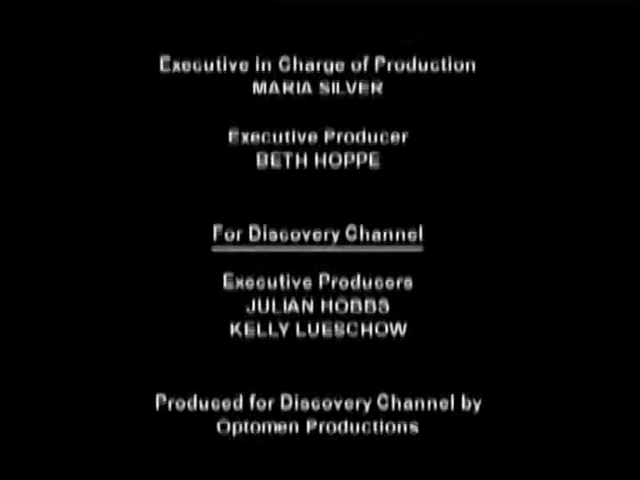 Executive in Charge of Production
MARIA SILVER
Executive Producer
BETH HOPPE
For Discovery Channel
Executive Producers
JULIAN HOBBS
KELLY LUESCHOW
Produced for Discovery Channel by
Optomen Productions